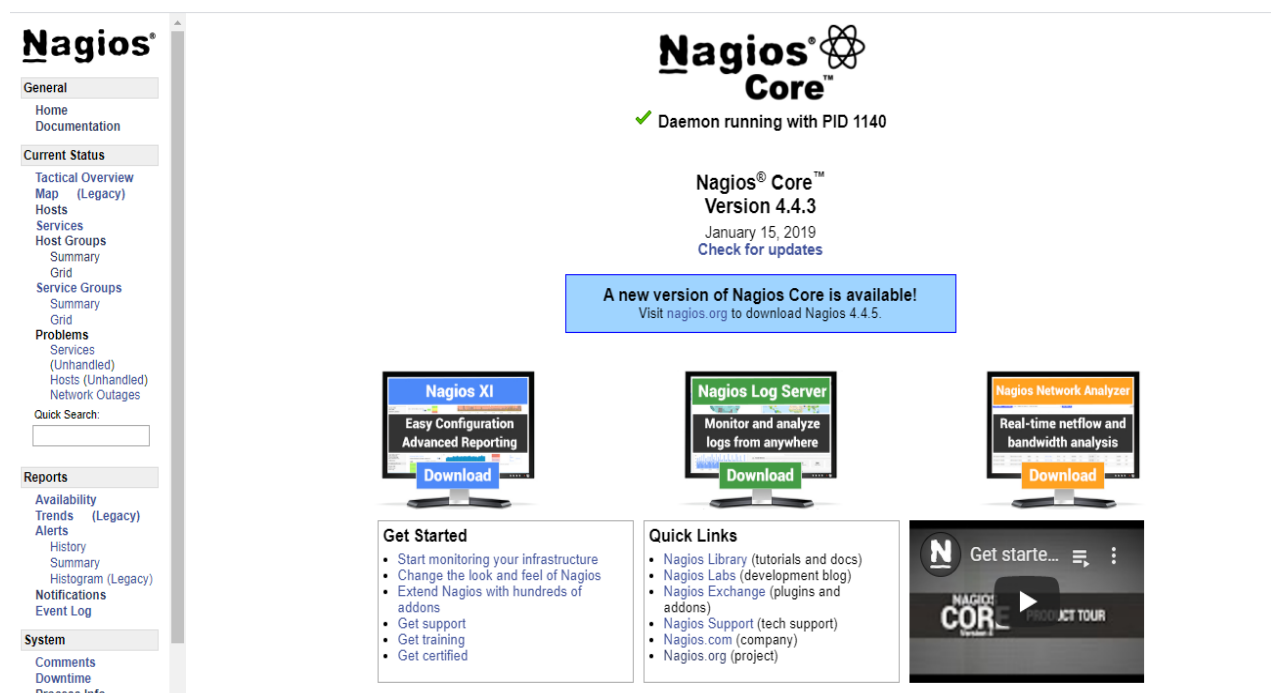 Nagios®
General
Home
Documentation
Current Status
Tactical Overview
Map (Legacy)
Hosts
Services
Host Groups
Summary
Grid
Service Groups
Summary
Grid
Problems
Services
(Unhandled)
Hosts (Unhandled)
Network Outages
Quick Search:
Reports
Availability
Trends (Legacy)
Alerts
History
Summary
Histogram (Legacy)
Notifications
Event Log
System
Comments
Downtime
Process Info
Nagios®
Core™
Daemon running with PID 1140
Nagios® Core™
Version 4.4.3
January 15, 2019
Check for updates
A new version of Nagios Core is available!
Visit nagios.org to download Nagios 4.4.5.
Nagios XI
Easy Configuration
Advanced Reporting
Download
Nagios Log Server
Monitor and analyze
logs from anywhere
Download
Nagios Network Analyzer
Real-time netflow and
bandwidth analysis
Download
Get Started
Start monitoring your infrastructure
Change the look and feel of Nagios
Extend Nagios with hundreds of
addons
Get support
Get training
Get certified
Quick Links
Nagios Library (tutorials and docs)
Nagios Labs (development blog)
Nagios Exchange (plugins and
addons)
Nagios Support (tech support)
Nagios.com (company)
Nagios.org (project)
N Get starte...
NAGIOS
CORE PRODUCT TOUR